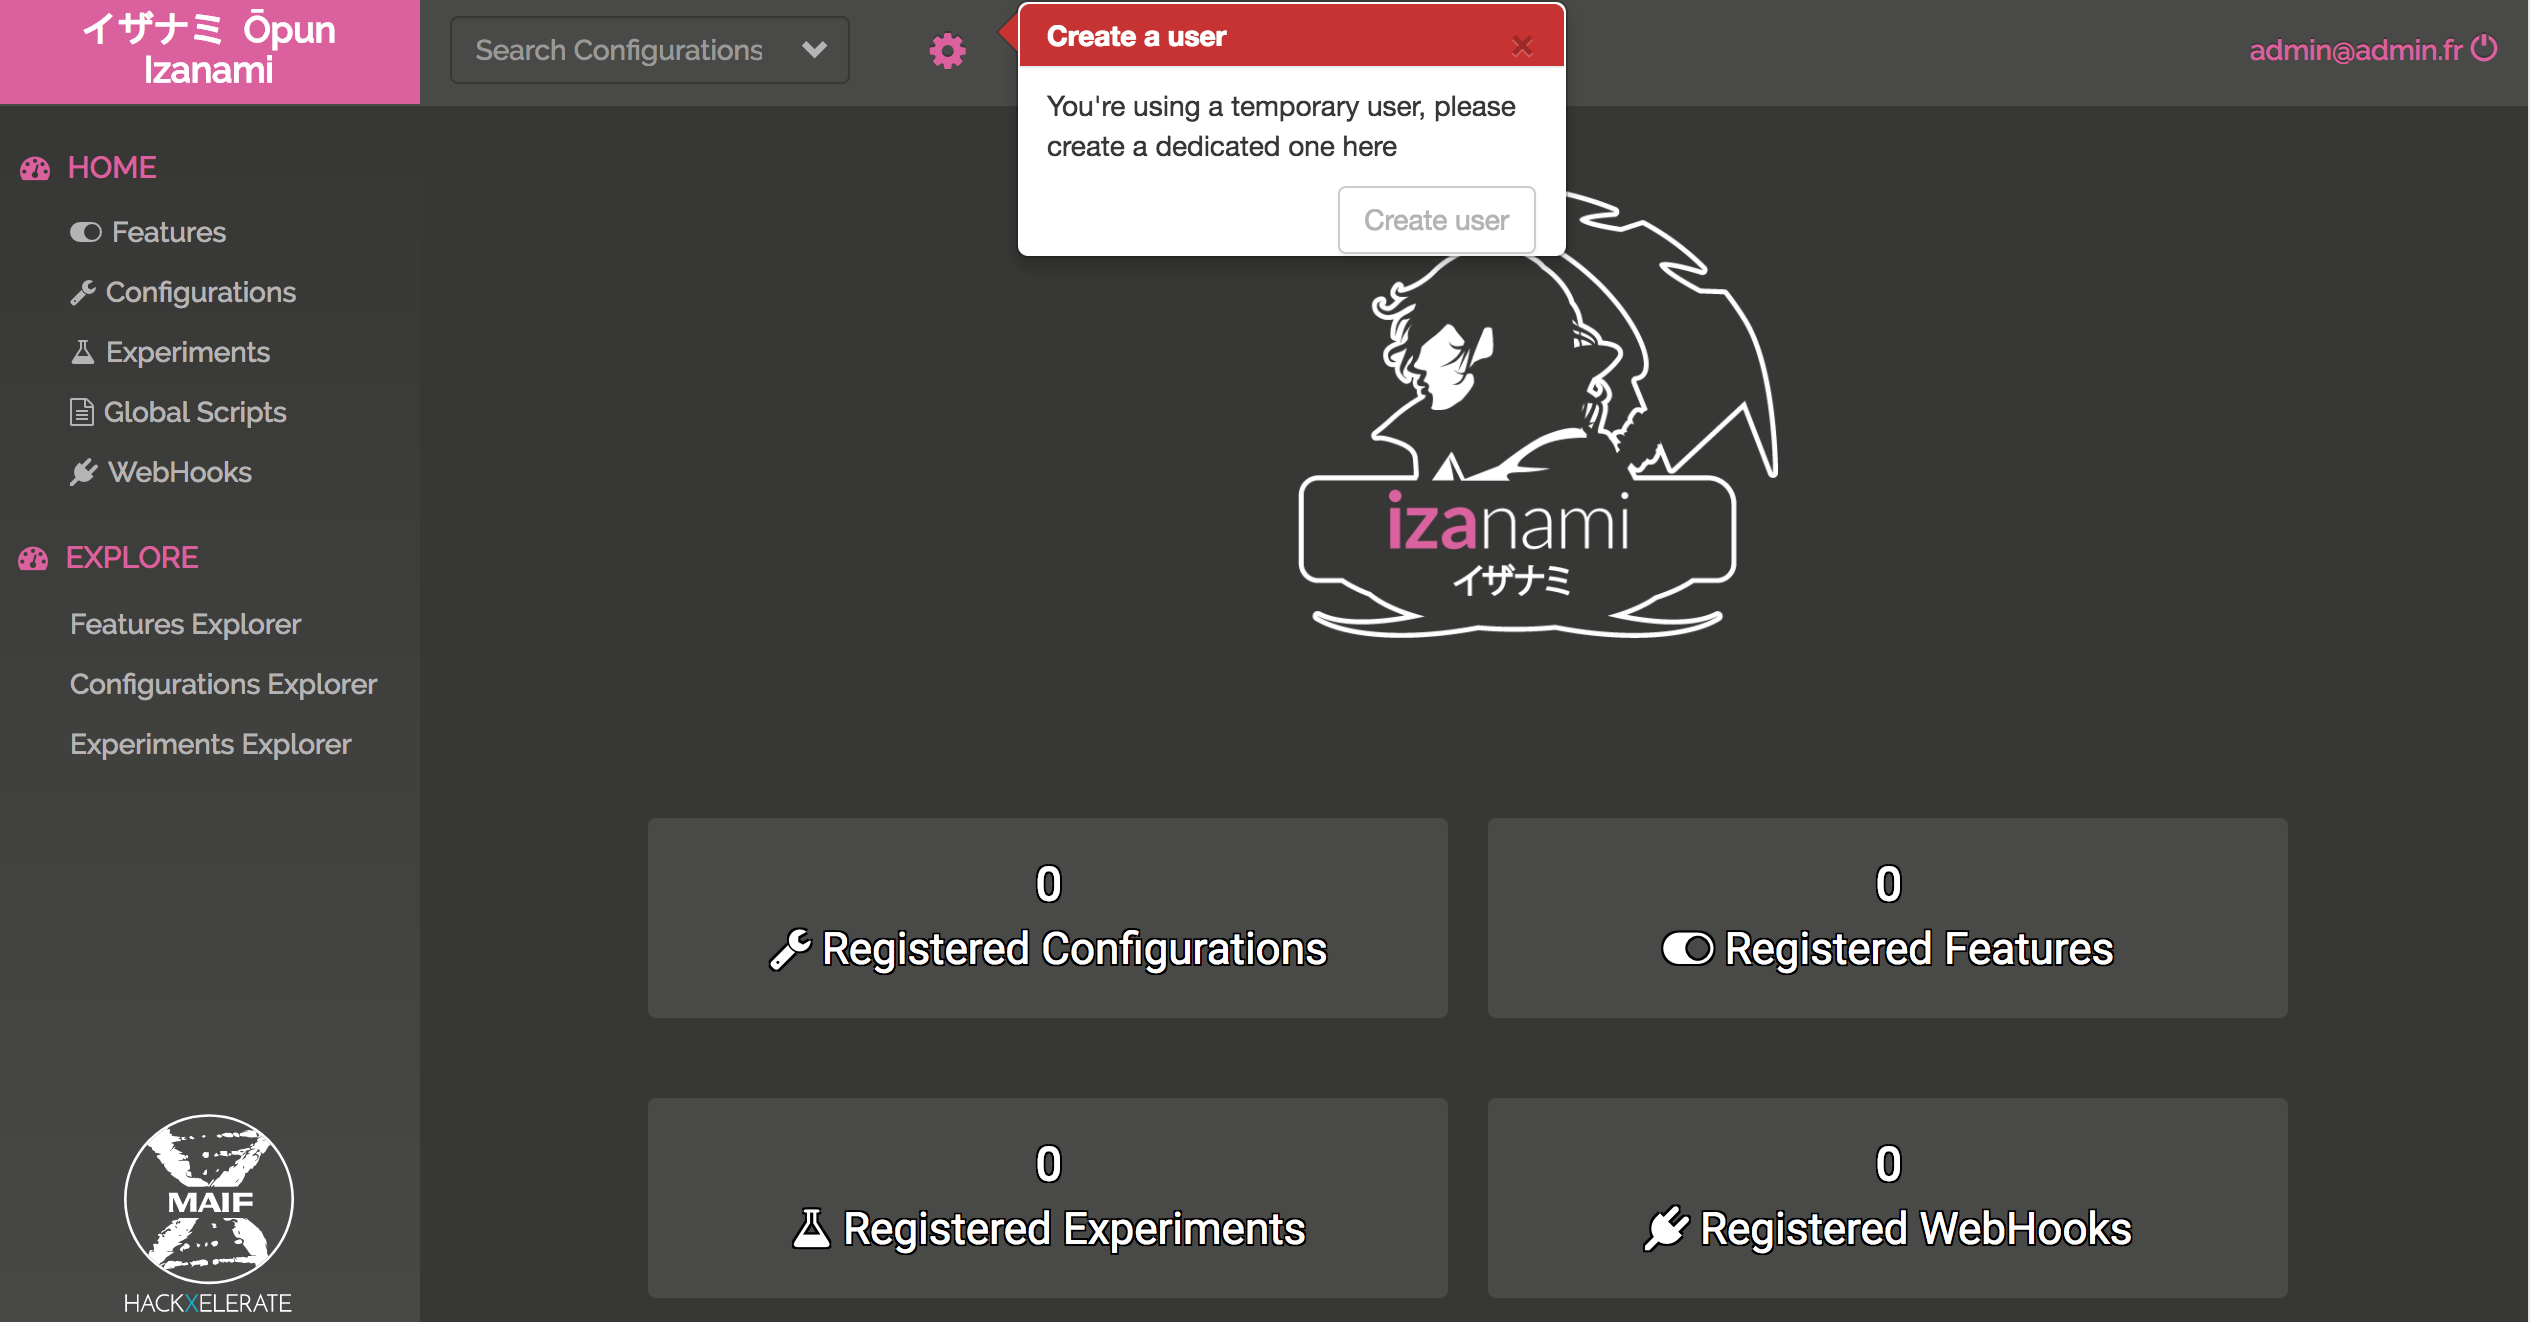 イザナミ Ōpun
Izanami
Search Configurations
Create a user
You're using a temporary user, please
create a dedicated one here
Create user
admin@admin.fr
HOME
Features
Configurations
Experiments
Global Scripts
WebHooks
EXPLORE
Features Explorer
Configurations Explorer
Experiments Explorer
izanami
イザナミ
0
Registered Configurations
0
Registered Features
0
Registered Experiments
0
Registered WebHooks
MAIF
HACKXELERATE